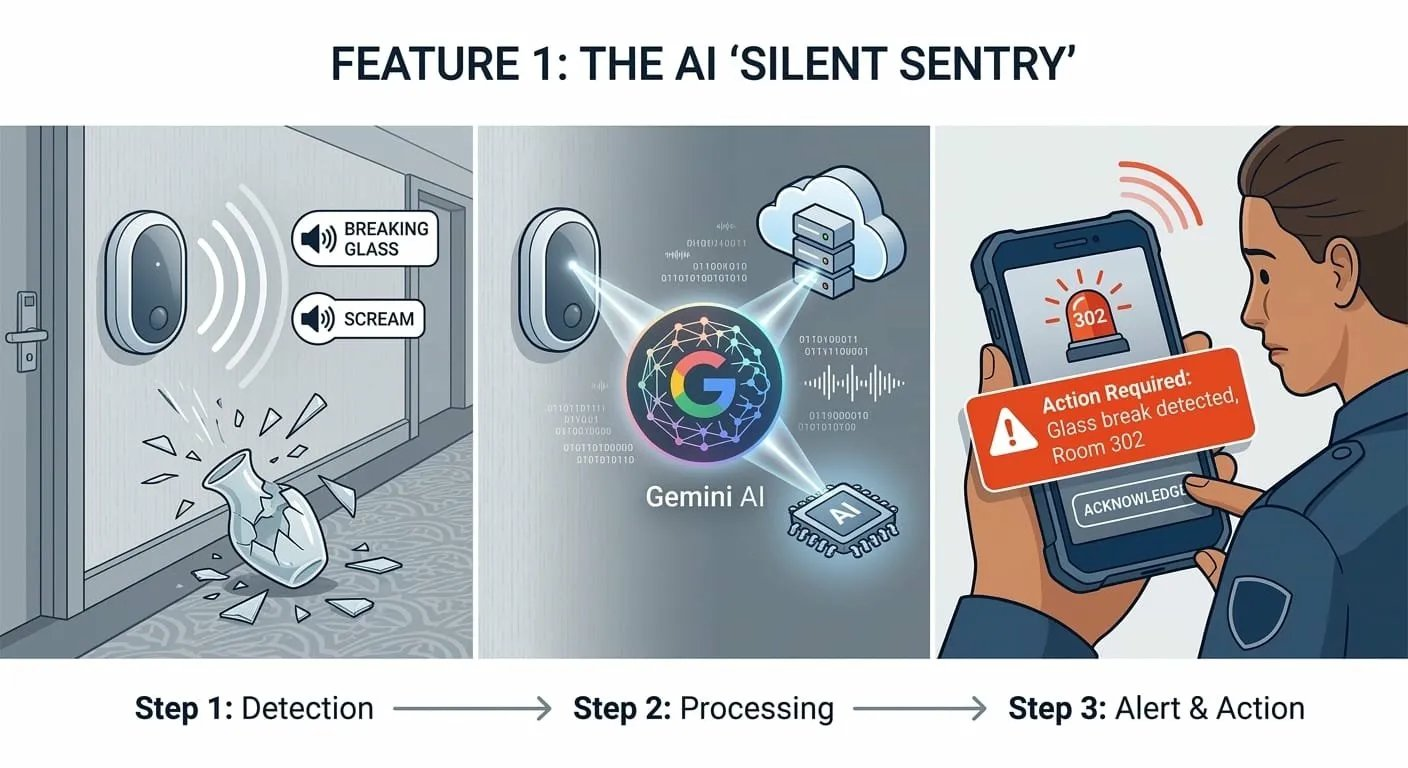 FEATURE 1: THE AI ‘SILENT SENTRY’
BREAKING
GLASS
SCREAM
Gemini AI
AI
G
302
Action Required:
Glass break detected,
Room 302
ACKNOWLEDGE
Step 1: Detection
Step 2: Processing
Step 3: Alert & Action